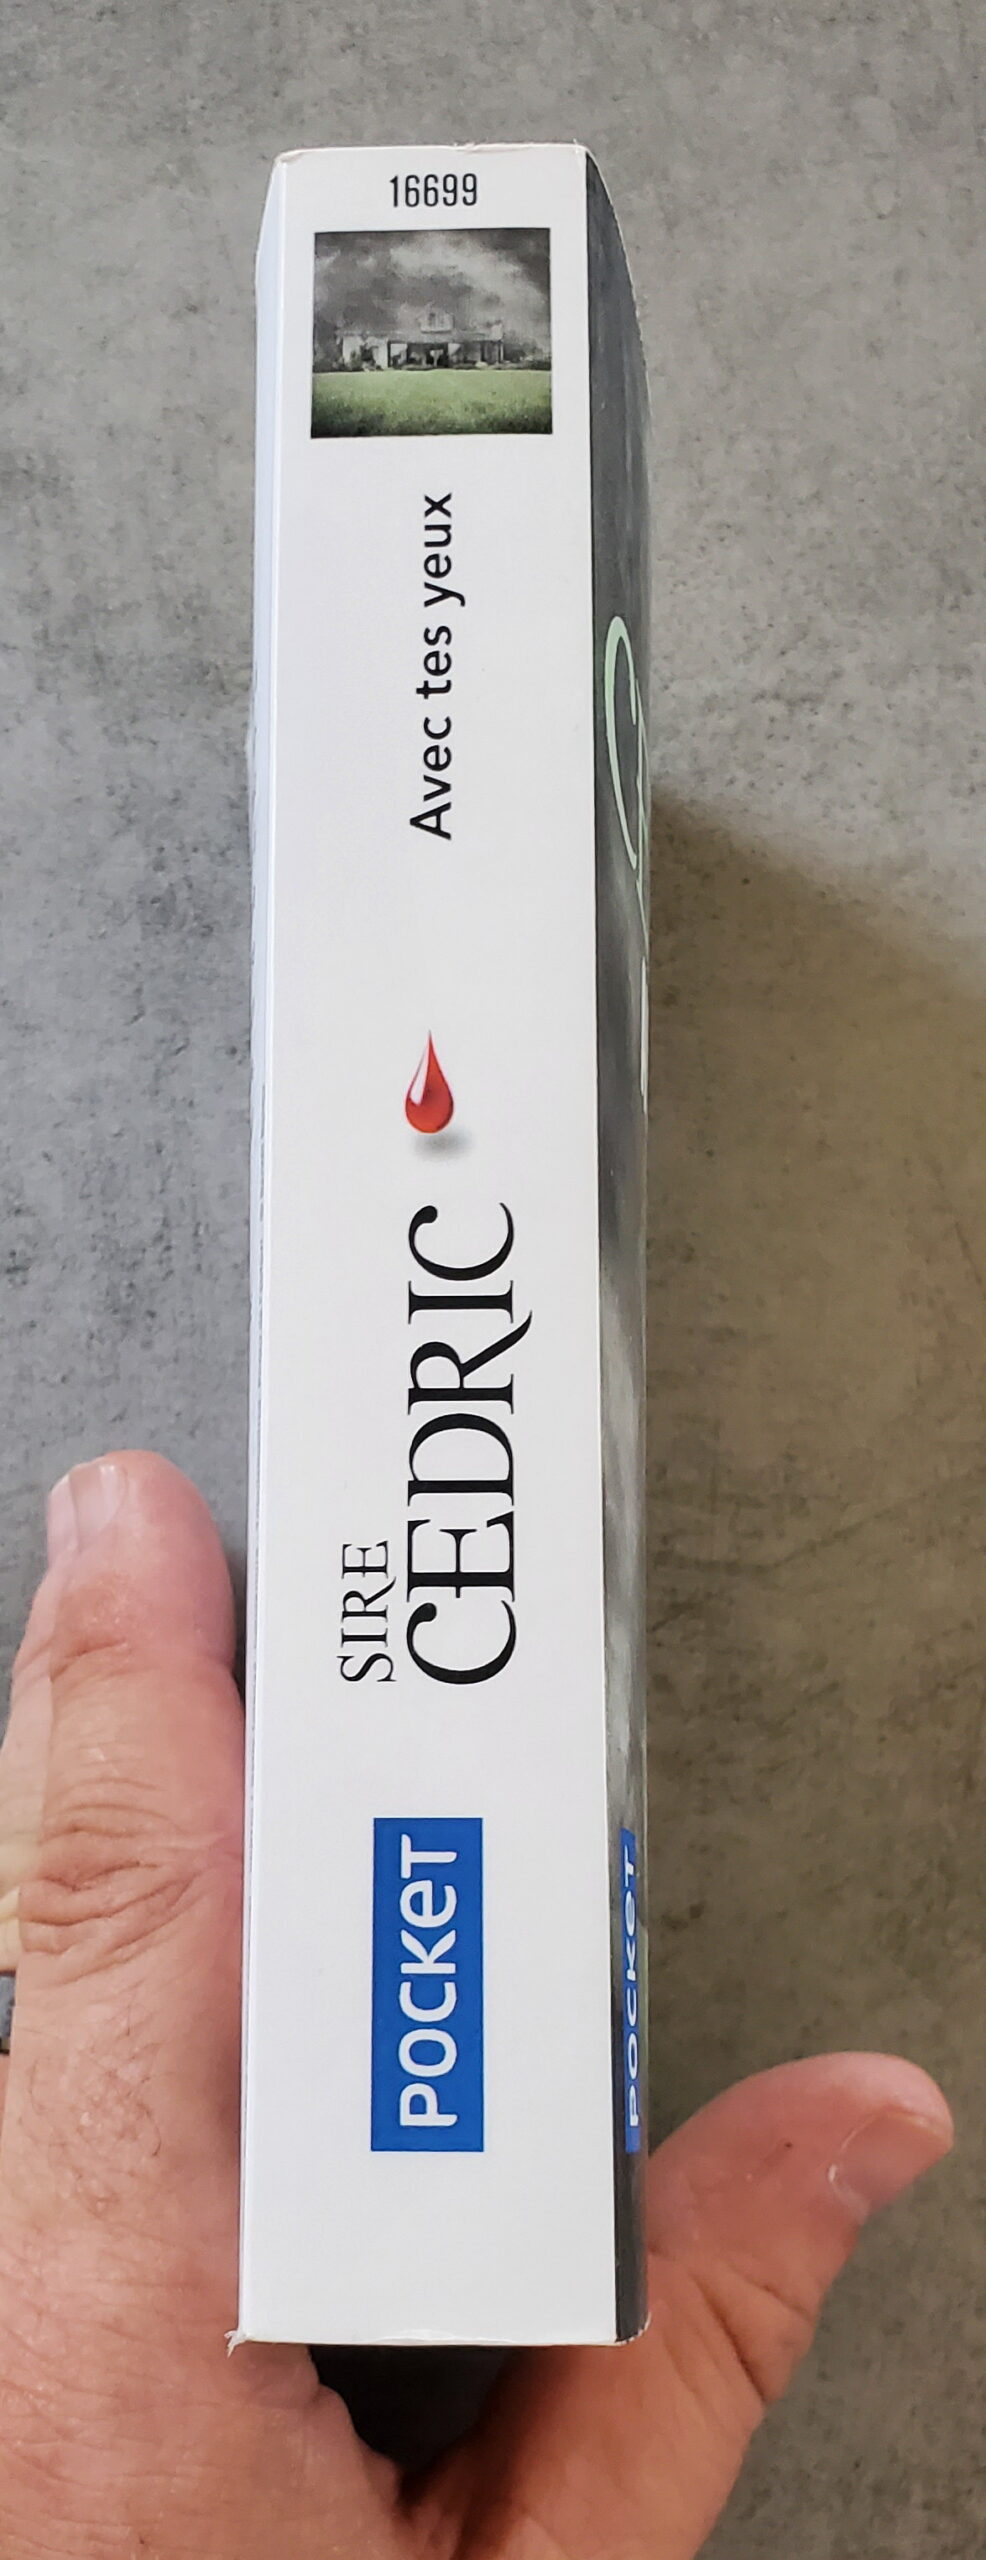 16699
Avec tes yeux
SIRE
CEDRIC
POCKET
POCKET